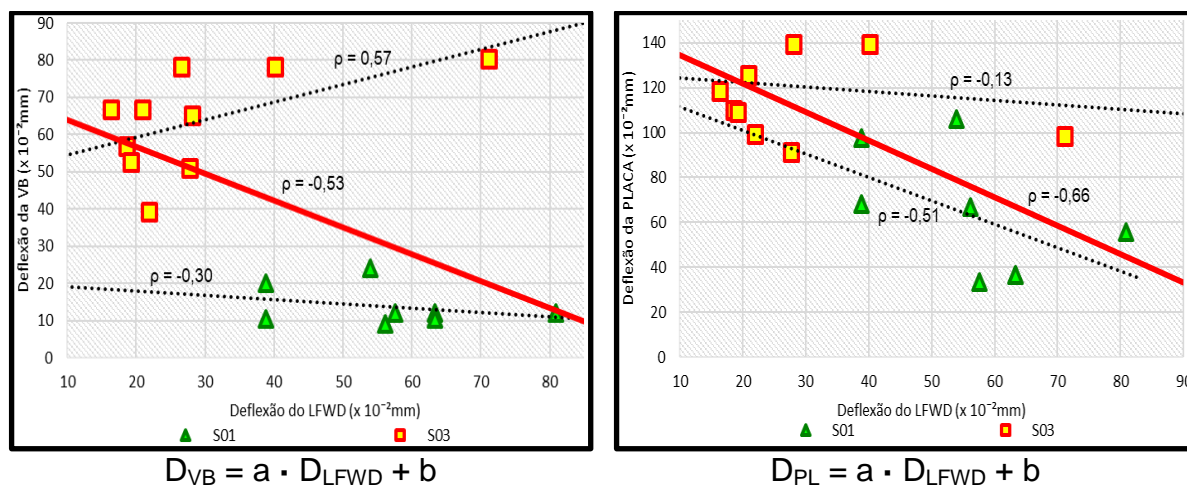 Deflexão da VB (x 10⁻²mm)
90
80
70
60
50
40
30
20
10
0
ρ = 0,57
ρ = -0,53
ρ = -0,30
10 20 30 40 50 60 70 80
Deflexão do LFWD (x 10⁻²mm)
S01 S03
D_VB = a · D_LFWD + b
Deflexão da PLACA (x 10⁻²mm)
140
120
100
80
60
40
20
0
ρ = -0,13
ρ = -0,66
ρ = -0,51
10 20 30 40 50 60 70 80 90
Deflexão do LFWD (x 10⁻²mm)
S01 S03
D_PL = a · D_LFWD + b